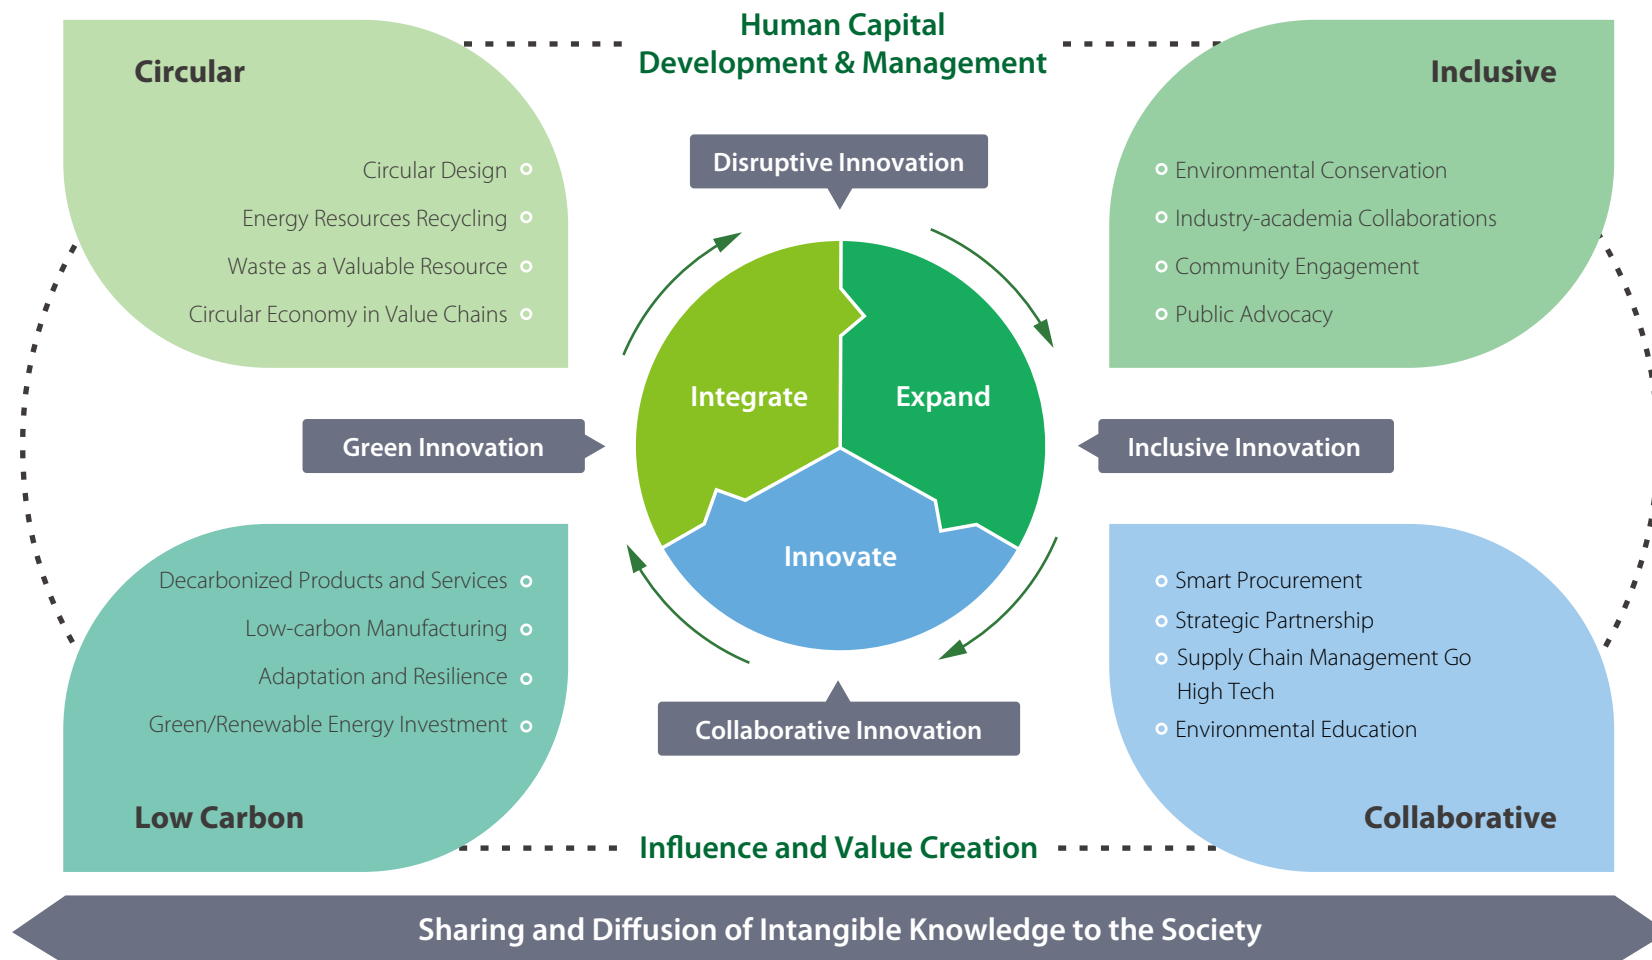 Human Capital
Development & Management
Circular
Circular Design
Energy Resources Recycling
Waste as a Valuable Resource
Circular Economy in Value Chains
Inclusive
Environmental Conservation
Industry-academia Collaborations
Community Engagement
Public Advocacy
Disruptive Innovation
Integrate
Expand
Innovate
Green Innovation
Inclusive Innovation
Collaborative Innovation
Decarbonized Products and Services
Low-carbon Manufacturing
Adaptation and Resilience
Green/Renewable Energy Investment
Low Carbon
Smart Procurement
Strategic Partnership
Supply Chain Management Go
High Tech
Environmental Education
Collaborative
Influence and Value Creation
Sharing and Diffusion of Intangible Knowledge to the Society